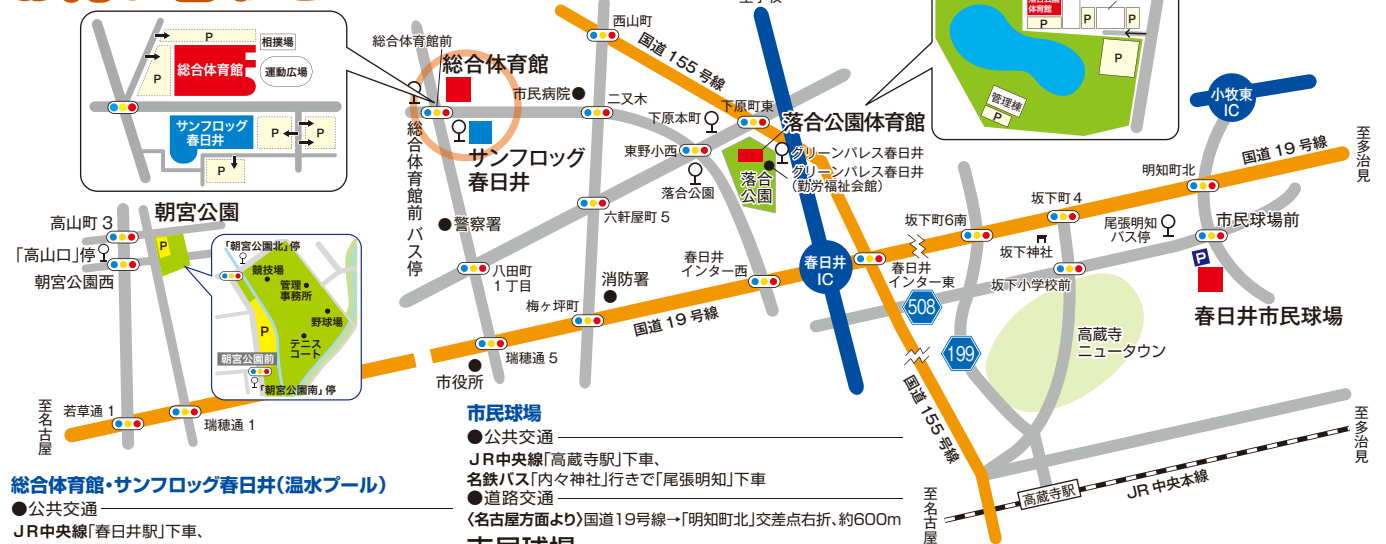 P
相撲場
総合体育館
運動広場
P
サンフロッグ
春日井
P
P
P
総合体育館前
総合体育館
市民病院
サンフロッグ
春日井
総合体育館前 バス停
警察署
西山町
国道155号線
二又木
下原本町
下原町東
東野小西
落合公園
六軒屋町5
八田町
1丁目
梅ヶ坪町
消防署
春日井
インター西
国道19号線
瑞穂通5
市役所
落合公園体育館
グリーンパレス春日井
グリーンパレス春日井
(勤労福祉会館)
落合
公園
春日井
IC
体育館
P
P
P
P
管理棟
P
小牧東
IC
至多治見
国道19号線
明知町北
坂下町4
坂下町6南
尾張明知
バス停
市民球場前
坂下神社
坂下小学校前
P
春日井市民球場
春日井
インター東
508
199
高蔵寺
ニュータウン
国道155号線
至名古屋
高蔵寺駅
JR中央本線
至多治見
朝宮公園
高山町3
P
「高山口」停
朝宮公園西
「朝宮公園北」停
競技場
管理
事務所
野球場
P
テニス
コート
朝宮公園前
「朝宮公園南」停
若草通1
瑞穂通1
至名古屋
総合体育館・サンフロッグ春日井(温水プール)
●公共交通
JR中央線「春日井駅」下車、
市民球場
●公共交通
JR中央線「高蔵寺駅」下車、
名鉄バス「内々神社」行きで「尾張明知」下車
●道路交通
〈名古屋方面より〉国道19号線→「明知町北」交差点右折、約600m